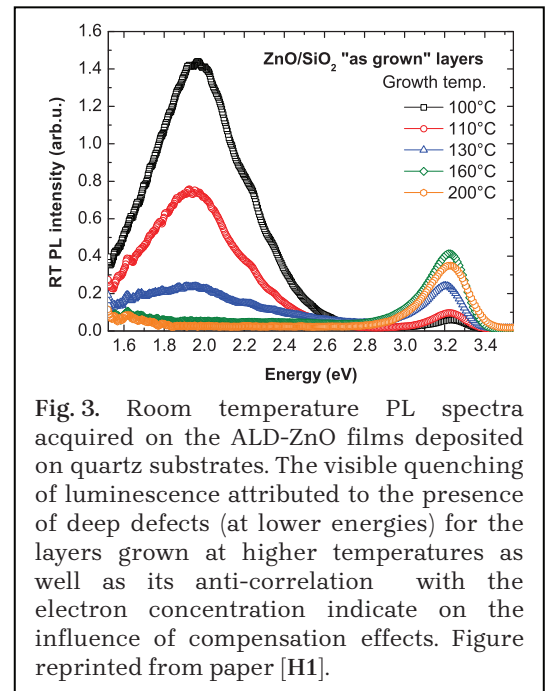 ZnO/SiO2 "as grown" layers
Growth temp.
100°C
110°C
130°C
160°C
200°C
RT PL intensity (arb.u.)
1.4
1.2
1.0
0.8
0.6
0.4
0.2
0.0
1.6 1.8 2.0 2.2 2.4 2.6 2.8 3.0 3.2 3.4
Energy (eV)
Fig. 3. Room temperature PL spectra
acquired on the ALD-ZnO films deposited
on quartz substrates. The visible quenching
of luminescence attributed to the presence
of deep defects (at lower energies) for the
layers grown at higher temperatures as
well as its anti-correlation with the
electron concentration indicate on the
influence of compensation effects. Figure
reprinted from paper [H1].